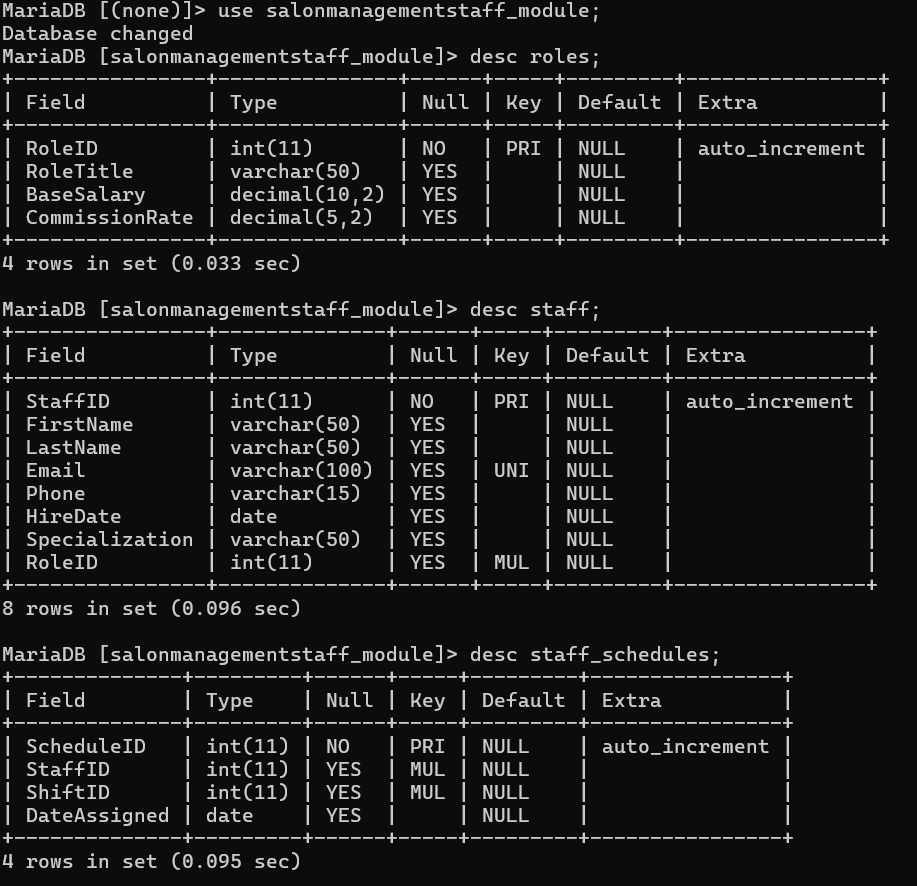 MariaDB [(none)]> use salonmanagementstaff_module;
Database changed
MariaDB [salonmanagementstaff_module]> desc roles;
+----------------+---------------+------+-----+---------+----------------+
| Field          | Type          | Null | Key | Default | Extra          |
+----------------+---------------+------+-----+---------+----------------+
| RoleID         | int(11)       | NO   | PRI | NULL    | auto_increment |
| RoleTitle      | varchar(50)   | YES  |     | NULL    |                |
| BaseSalary     | decimal(10,2) | YES  |     | NULL    |                |
| CommissionRate | decimal(5,2)  | YES  |     | NULL    |                |
+----------------+---------------+------+-----+---------+----------------+
4 rows in set (0.033 sec)

MariaDB [salonmanagementstaff_module]> desc staff;
+----------------+--------------+------+-----+---------+----------------+
| Field          | Type         | Null | Key | Default | Extra          |
+----------------+--------------+------+-----+---------+----------------+
| StaffID        | int(11)      | NO   | PRI | NULL    | auto_increment |
| FirstName      | varchar(50)  | YES  |     | NULL    |                |
| LastName       | varchar(50)  | YES  |     | NULL    |                |
| Email          | varchar(100) | YES  | UNI | NULL    |                |
| Phone          | varchar(15)  | YES  |     | NULL    |                |
| HireDate       | date         | YES  |     | NULL    |                |
| Specialization | varchar(50)  | YES  |     | NULL    |                |
| RoleID         | int(11)      | YES  | MUL | NULL    |                |
+----------------+--------------+------+-----+---------+----------------+
8 rows in set (0.096 sec)

MariaDB [salonmanagementstaff_module]> desc staff_schedules;
+--------------+---------+------+-----+---------+----------------+
| Field        | Type    | Null | Key | Default | Extra          |
+--------------+---------+------+-----+---------+----------------+
| ScheduleID   | int(11) | NO   | PRI | NULL    | auto_increment |
| StaffID      | int(11) | YES  | MUL | NULL    |                |
| ShiftID      | int(11) | YES  | MUL | NULL    |                |
| DateAssigned | date    | YES  |     | NULL    |                |
+--------------+---------+------+-----+---------+----------------+
4 rows in set (0.095 sec)